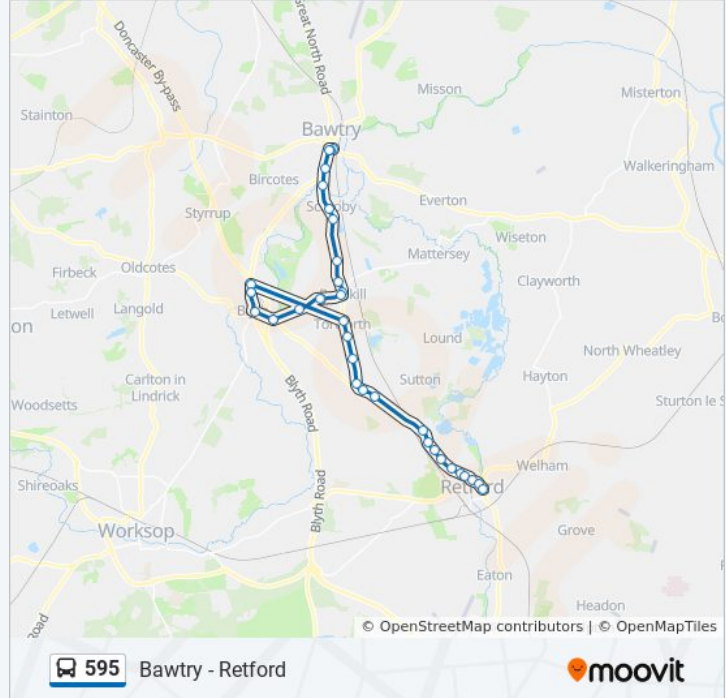 Great North Road
Doncaster By-pass
Misson
Misterton
Stainton
Bawtry
Walkeringham
Bircotes
Everton
Styrrup
Wiseton
Mattersey
Firbeck
Oldcotes
Clayworth
Letwell
Langold
on
Torworth
Lound
North Wheatley
Carlton in
Lindrick
Sutton
Hayton
Blyth Road
Woodsetts
Sturton le S
Shireoaks
Blyth Road
Welham
Retford
Worksop
Grove
Eaton
Headon
Road
© OpenStreetMap contributors | © OpenMapTiles
595 Bawtry - Retford
moovit